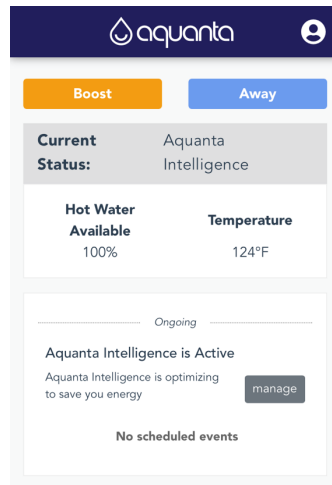 aquanta
Boost Away
Current Aquanta
Status: Intelligence
Hot Water
Available
Temperature
100% 124°F
Ongoing
Aquanta Intelligence is Active
Aquanta Intelligence is optimizing
to save you energy
manage
No scheduled events